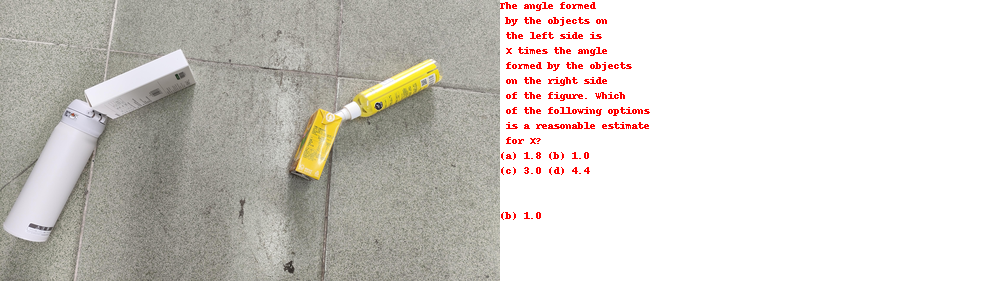 The angle formed
by the objects on
the left side is
X times the angle
formed by the objects
on the right side
of the figure. Which
of the following options
is a reasonable estimate
for X?
(a) 1.8 (b) 1.0
(c) 3.0 (d) 4.4
(b) 1.0